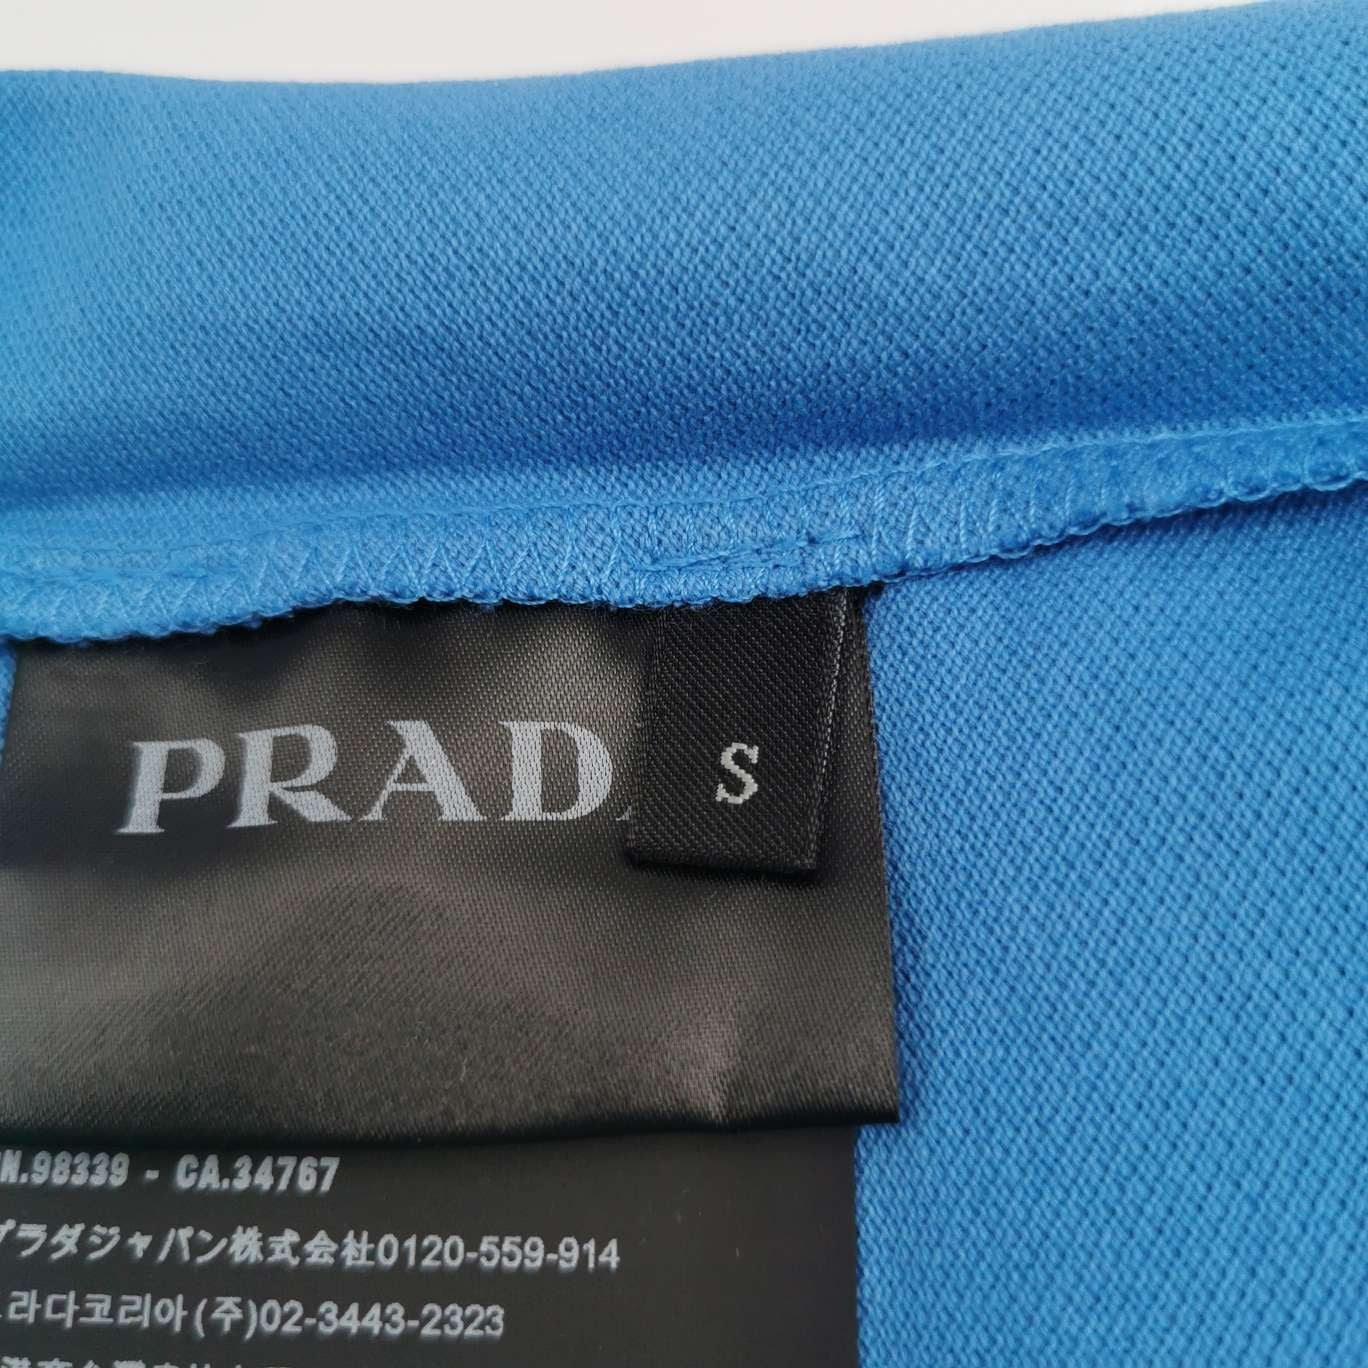 PRAD
S
N.98339 - CA.34767
プラダジャパン株式会社0120-559-914
라다코리아(주)02-3443-2323